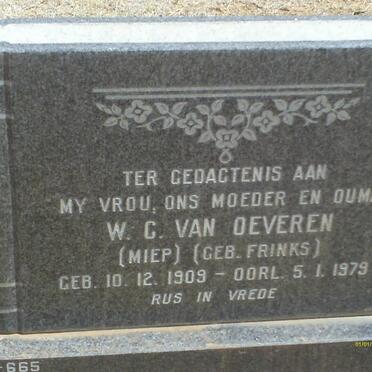 TER GEDAGTENIS AAN
MY VROU, ONS MOEDER EN OUMA
W. G. VAN OEVEREN
(MIEP) (GEB. FRINKS)
GEB. 10. 12. 1909 - OORL. 5. 1. 1979
RUS IN VREDE
665